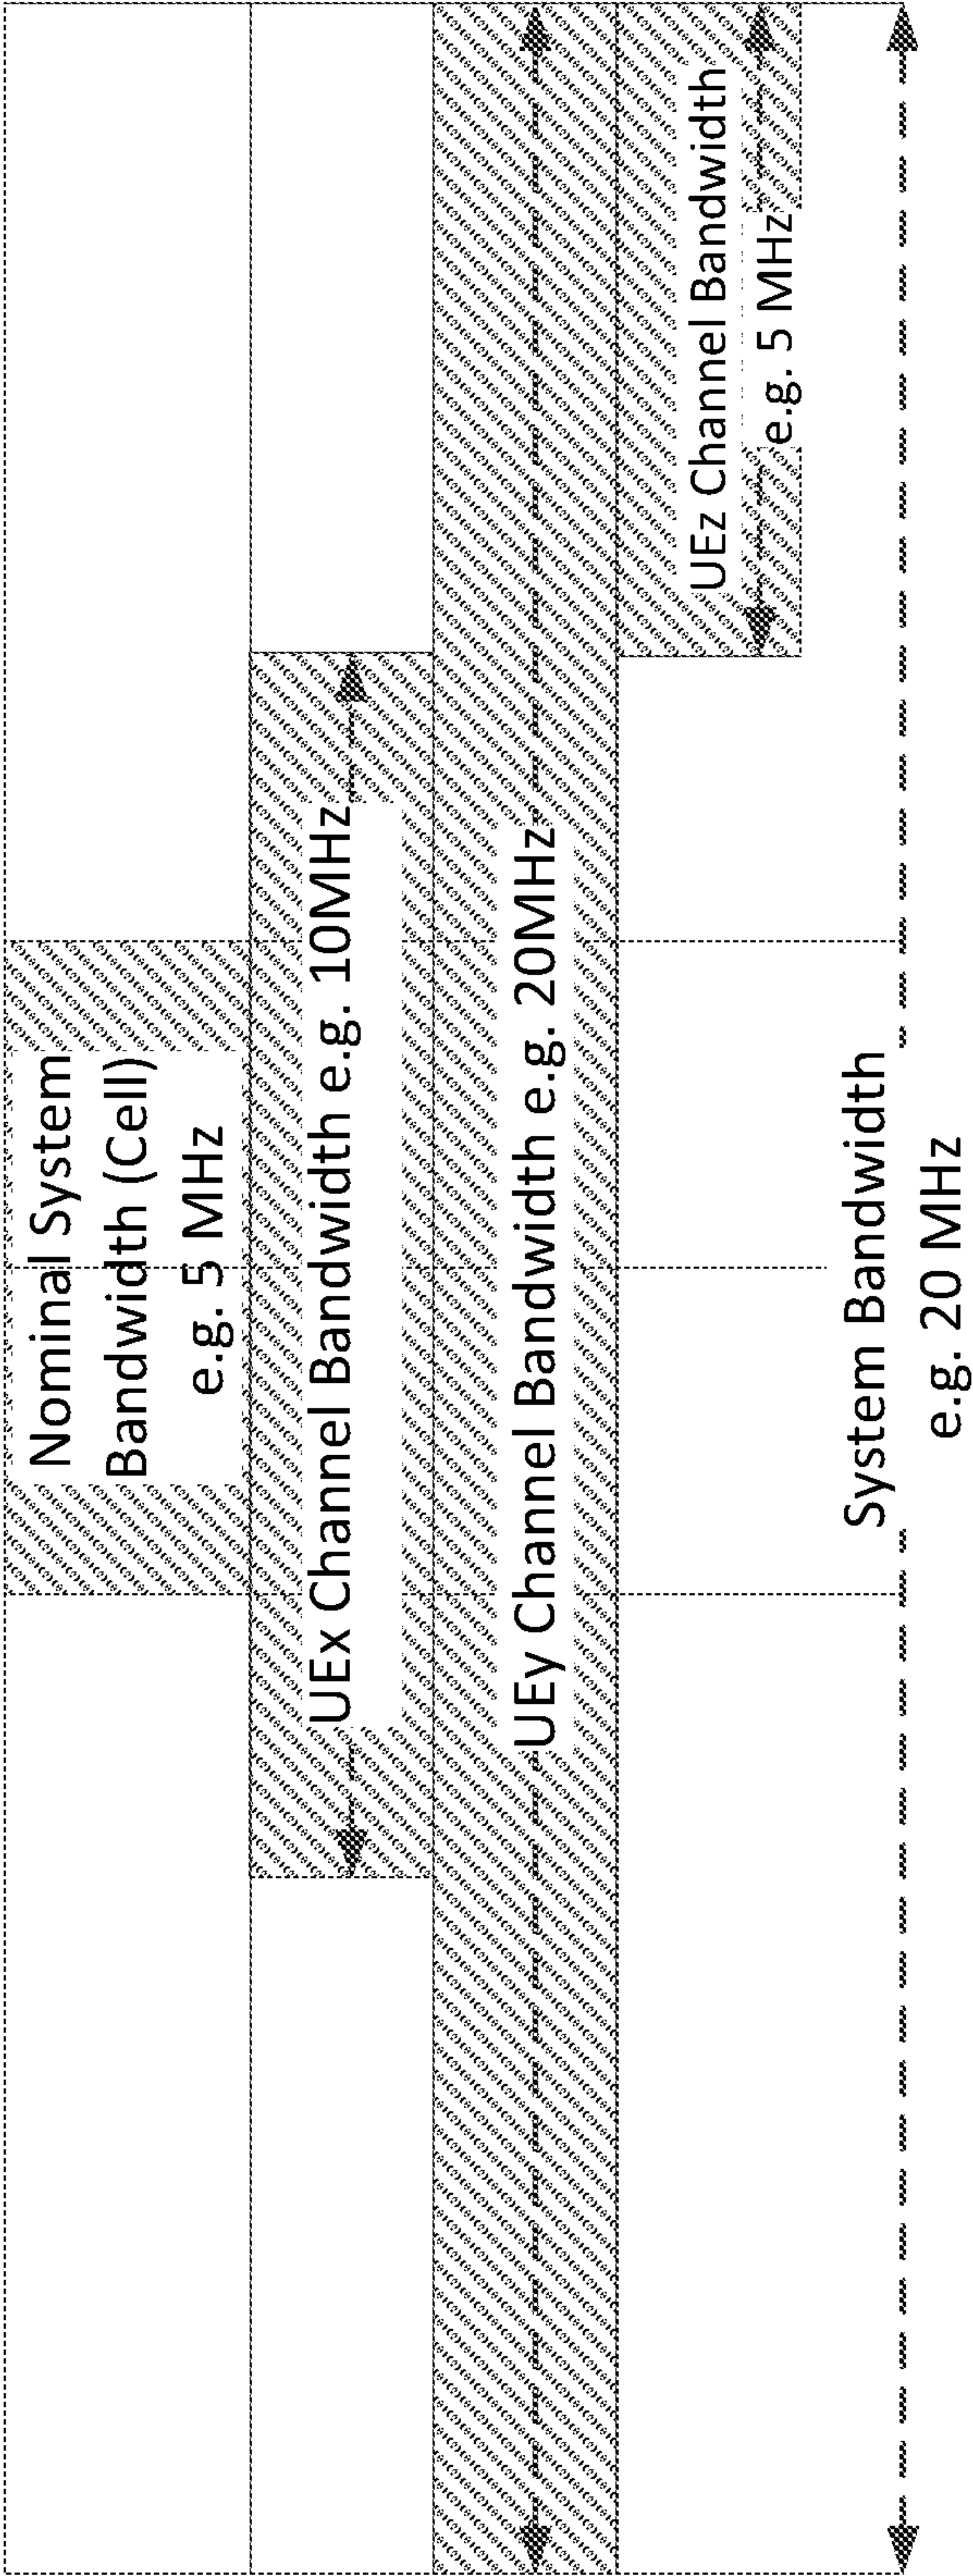 Nominal System
Bandwidth (Cell)
e.g. 5 MHz
UEx Channel Bandwidth e.g. 10MHz
UEy Channel Bandwidth e.g. 20MHz
UEz Channel Bandwidth
e.g. 5 MHz
System Bandwidth
e.g. 20 MHz